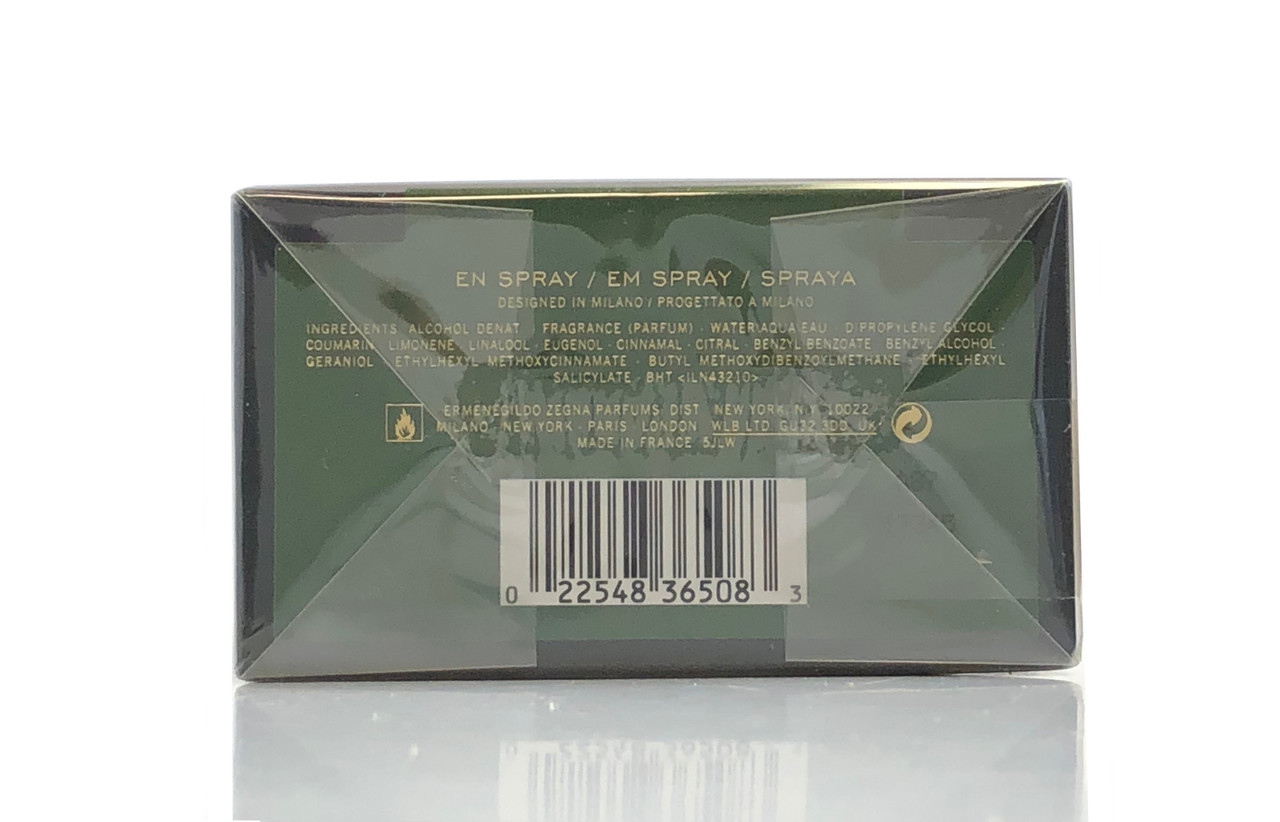 EN SPRAY / EM SPRAY / SPRAYA
DESIGNED IN MILANO / PROGETTATO A MILANO
INGREDIENTS ALCOHOL DENAT · FRAGRANCE (PARFUM) · WATER\AQUA\EAU · DIPROPYLENE GLYCOL ·
COUMARIN · LIMONENE · LINALOOL · EUGENOL · CINNAMAL · CITRAL · BENZYL BENZOATE · BENZYL ALCOHOL ·
GERANIOL · ETHYLHEXYL METHOXYCINNAMATE · BUTYL METHOXYDIBENZOYLMETHANE · ETHYLHEXYL
SALICYLATE · BHT <ILN43210>
ERMENEGILDO ZEGNA PARFUMS, DIST NEW YORK, N.Y. 10022
MILANO · NEW YORK · PARIS · LONDON WLB LTD. GU32 3DD UK
MADE IN FRANCE 5JLW
0 22548 36508 3